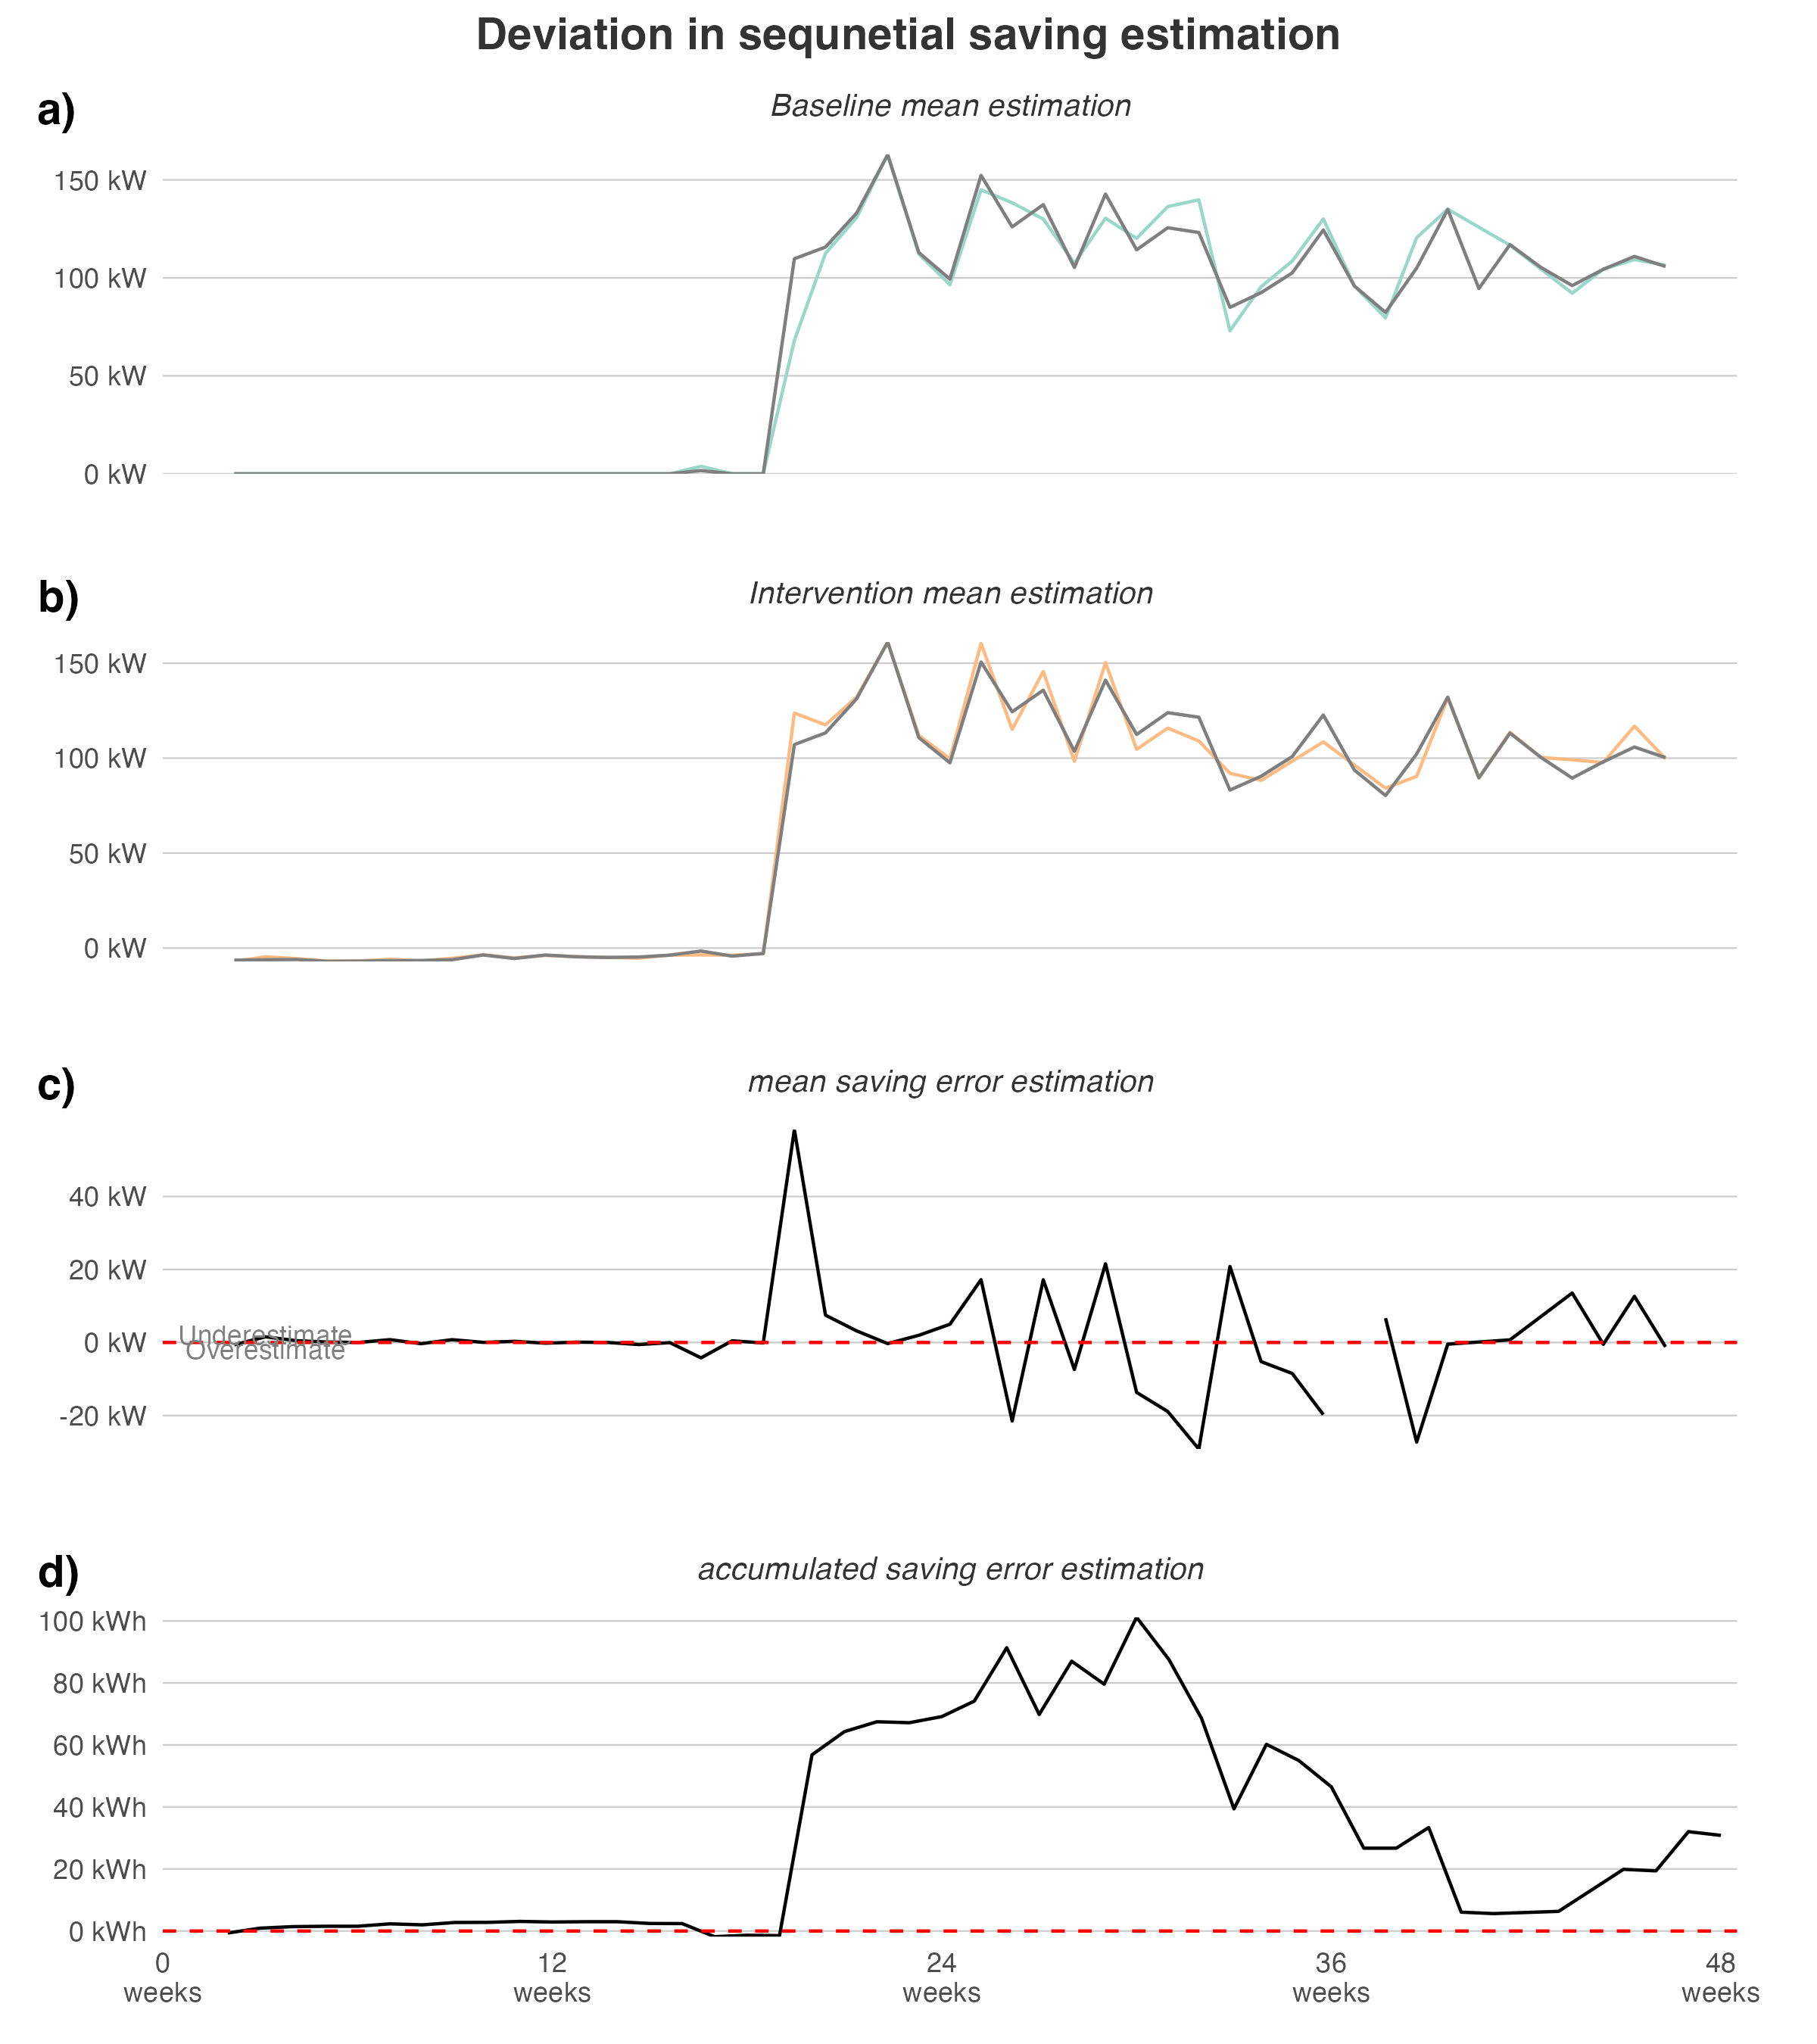 Deviation in sequnetial saving estimation
a)
Baseline mean estimation
150 kW
100 kW
50 kW
0 kW
b)
Intervention mean estimation
150 kW
100 kW
50 kW
0 kW
c)
mean saving error estimation
40 kW
20 kW
0 kW
-20 kW
Underestimate
Overestimate
d)
accumulated saving error estimation
100 kWh
80 kWh
60 kWh
40 kWh
20 kWh
0 kWh
0 12 24 36 48
weeks weeks weeks weeks weeks